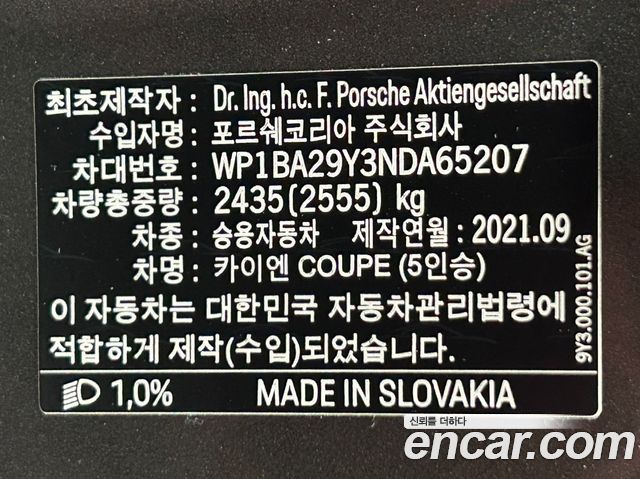 최초제작자 : Dr. Ing. h.c. F. Porsche Aktiengesellschaft
수입자명 : 포르쉐코리아 주식회사
차대번호 : WP1BA29Y3NDA65207
차량총중량 : 2435(2555) kg
차종 : 승용자동차 제작연월 : 2021.09
차명 : 카이엔 COUPE (5인승)
이 자동차는 대한민국 자동차관리법령에
적합하게 제작(수입)되었습니다.
9Y3.000.101.AG
1,0% MADE IN SLOVAKIA
신뢰를 더하다
encar.com